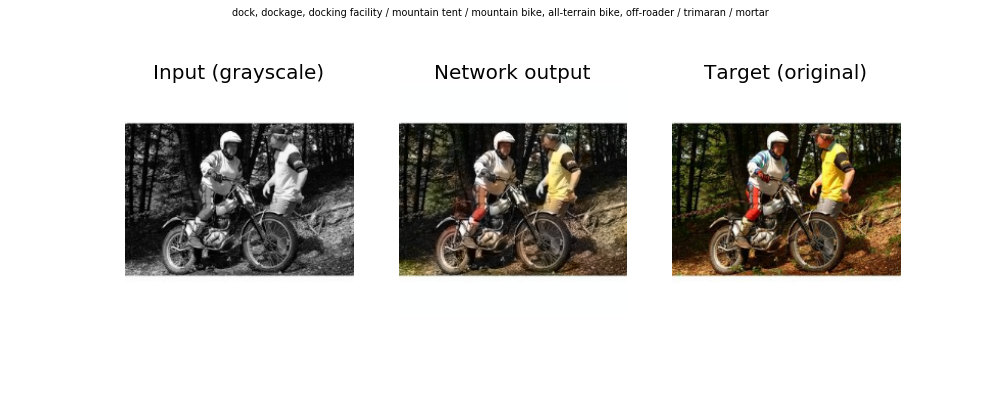 dock, dockage, docking facility / mountain tent / mountain bike, all-terrain bike, off-roader / trimaran / mortar
Input (grayscale)
Network output
Target (original)